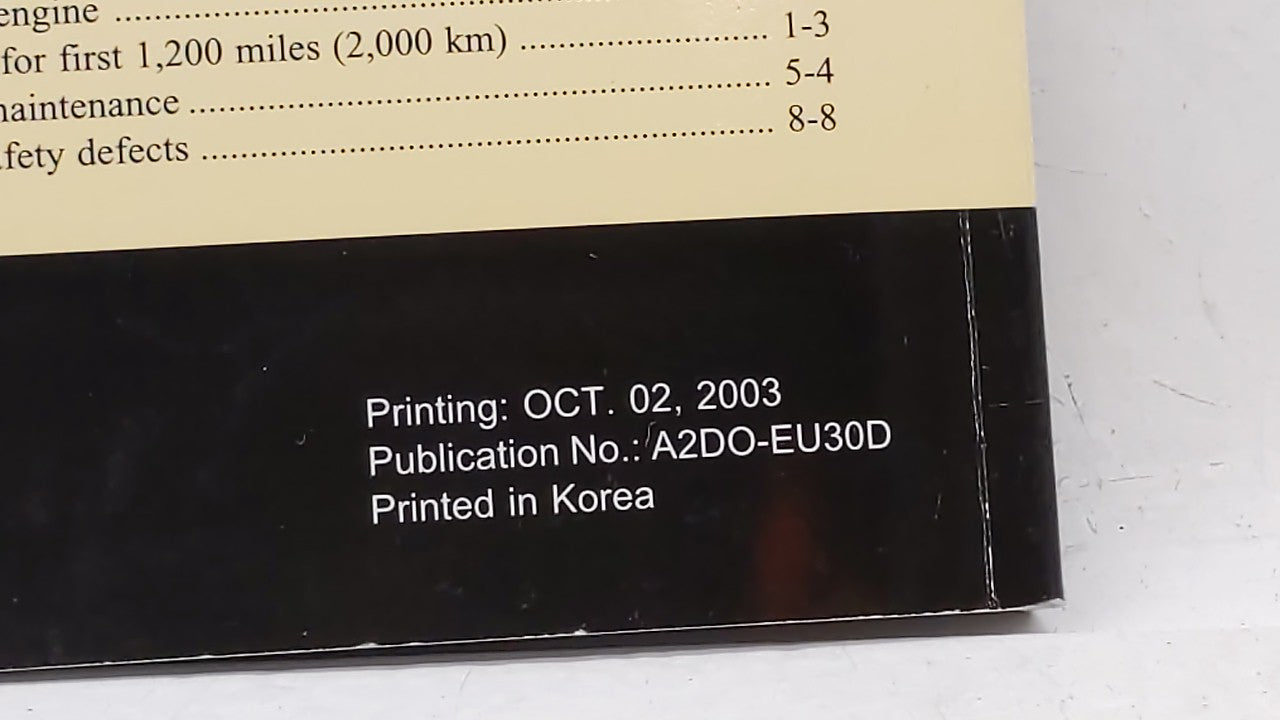 engine ........................................
for first 1,200 miles (2,000 km) .............................. 1-3
maintenance ...................................................................... 5-4
fety defects .................................................................... 8-8
Printing: OCT. 02, 2003
Publication No.: A2DO-EU30D
Printed in Korea